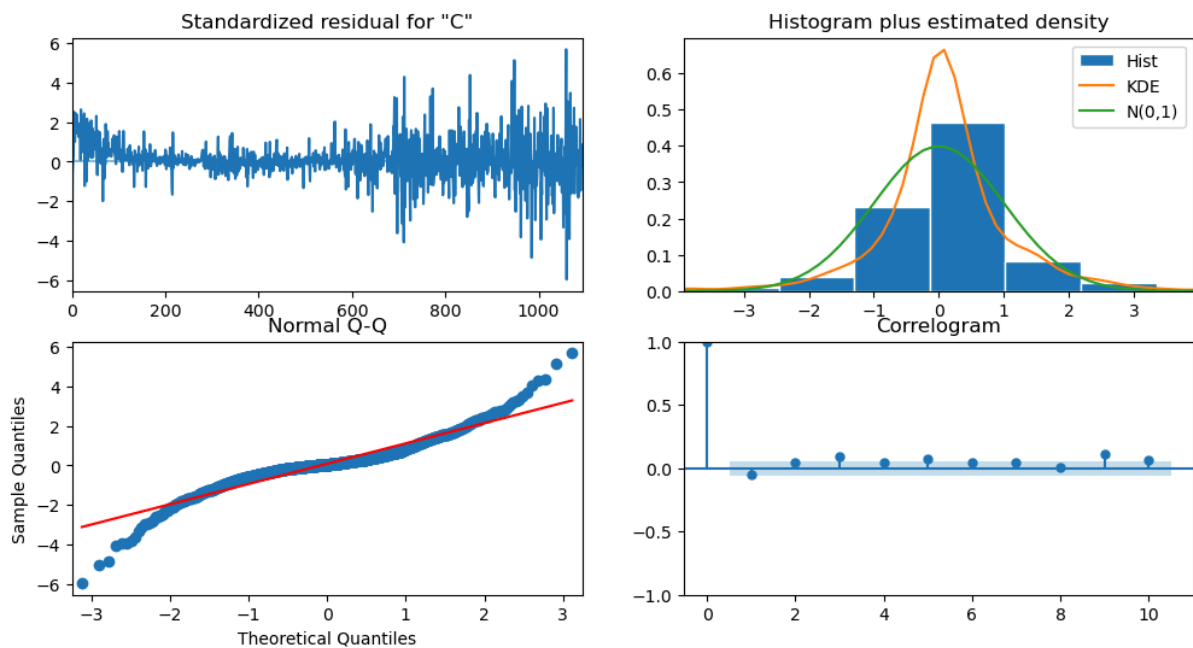 Standardized residual for "C"
6
4
2
0
−2
−4
−6
0 200 400 600 800 1000
Histogram plus estimated density
Hist
KDE
N(0,1)
0.6
0.5
0.4
0.3
0.2
0.1
0.0
−3 −2 −1 0 1 2 3
Normal Q-Q
Sample Quantiles
6
4
2
0
−2
−4
−6
−3 −2 −1 0 1 2 3
Theoretical Quantiles
Correlogram
1.0
0.5
0.0
−0.5
−1.0
0 2 4 6 8 10